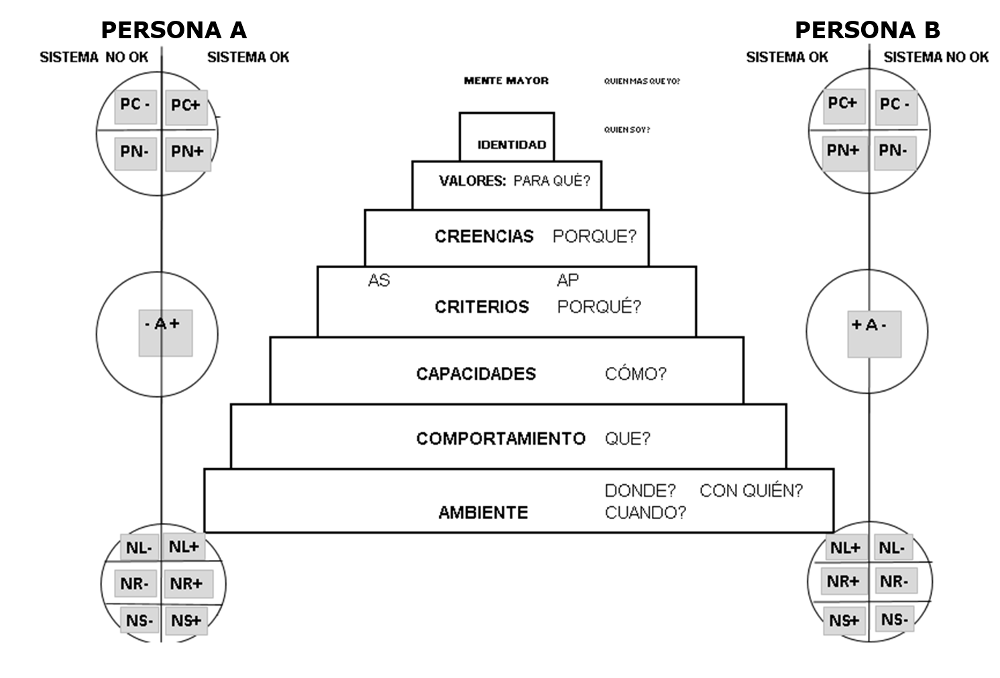 PERSONA A
SISTEMA NO OK
SISTEMA OK
PC -
PC+
PN-
PN+
- A +
NL-
NL+
NR-
NR+
NS-
NS+
MENTE MAYOR
QUIEN MAS QUE YO?
QUIEN SOY?
IDENTIDAD
VALORES: PARA QUÉ?
CREENCIAS PORQUE?
AS AP
CRITERIOS PORQUÉ?
CAPACIDADES CÓMO?
COMPORTAMIENTO QUE?
DONDE? CON QUIÉN?
AMBIENTE CUANDO?
PERSONA B
SISTEMA OK
SISTEMA NO OK
PC+
PC -
PN+
PN-
+ A -
NL+
NL-
NR+
NR-
NS+
NS-